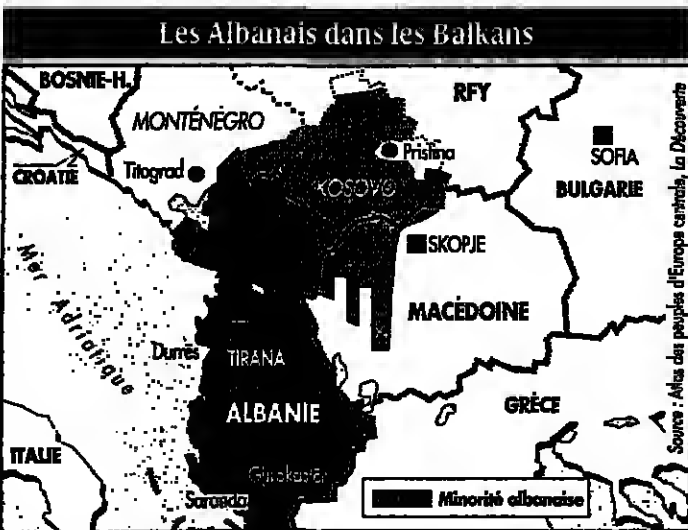 Les Albanais dans les Balkans
BOSNIE-H.
RFY
MONTÉNÉGRO
CROATIE
Titograd
Pristina
SOFIA
KOSOVO
BULGARIE
SKOPJE
Mer Adriatique
MACÉDOINE
Durrës
TIRANA
ALBANIE
GRÈCE
ITALIE
Saranda
Minorité albanaise
Source : Atlas des peuples d'Europe centrale, La Découverte